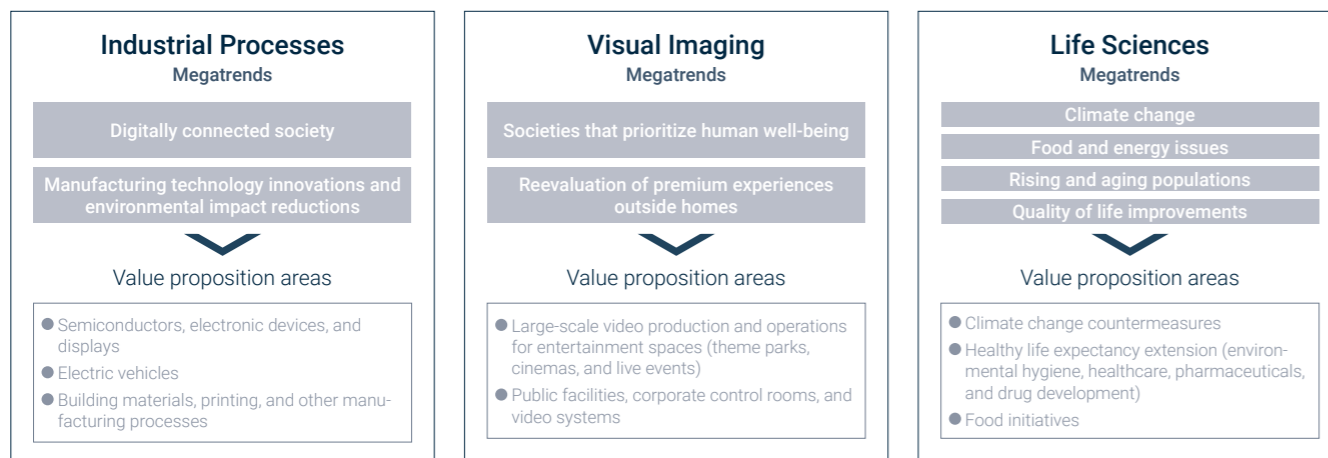 Industrial Processes
Megatrends
Digitally connected society
Manufacturing technology innovations and
environmental impact reductions
Value proposition areas
● Semiconductors, electronic devices, and
displays
● Electric vehicles
● Building materials, printing, and other manu-
facturing processes
Visual Imaging
Megatrends
Societies that prioritize human well-being
Reevaluation of premium experiences
outside homes
Value proposition areas
● Large-scale video production and operations
for entertainment spaces (theme parks,
cinemas, and live events)
● Public facilities, corporate control rooms, and
video systems
Life Sciences
Megatrends
Climate change
Food and energy issues
Rising and aging populations
Quality of life improvements
Value proposition areas
● Climate change countermeasures
● Healthy life expectancy extension (environ-
mental hygiene, healthcare, pharmaceuticals,
and drug development)
● Food initiatives